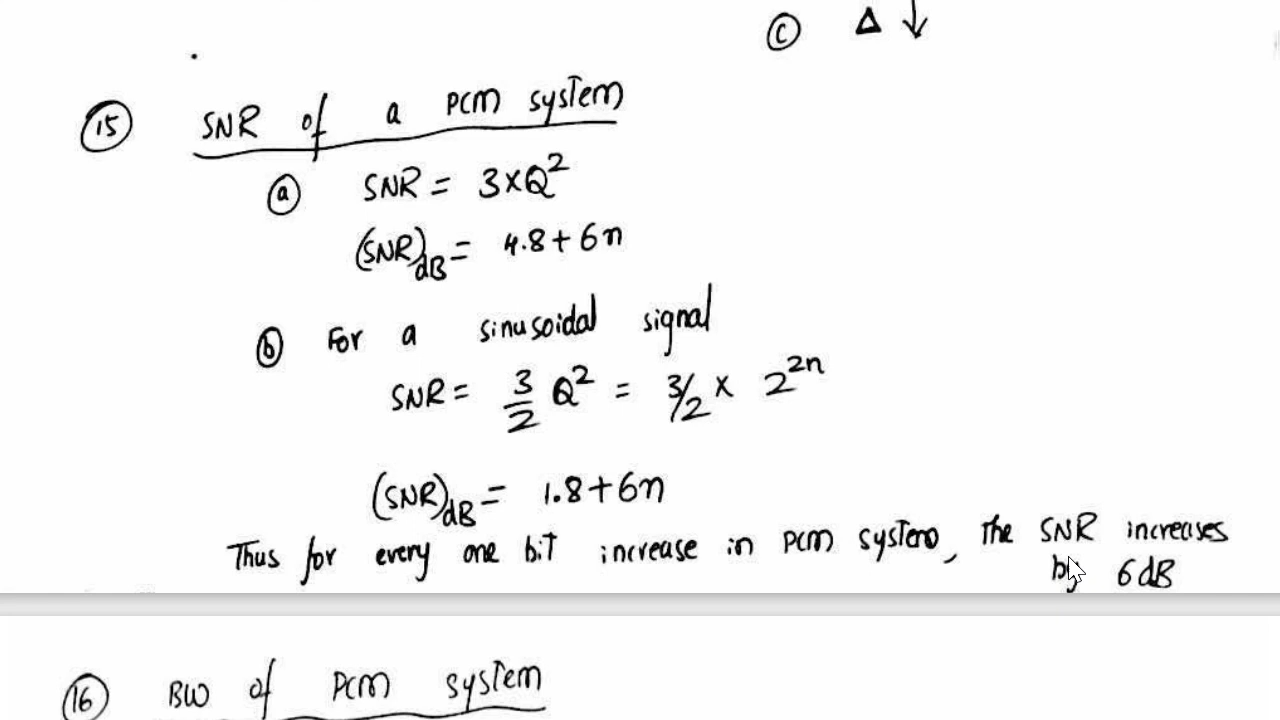 Ⓒ Δ ↓
⑮ SNR of a PCM system
ⓐ SNR = 3×Q²
(SNR)dB = 4.8 + 6n
ⓑ For a sinusoidal signal
SNR = 3/2 Q² = 3/2 × 2²ⁿ
(SNR)dB = 1.8 + 6n
Thus for every one bit increase in PCM system, the SNR increases
by 6dB
⑯ BW of PCM system